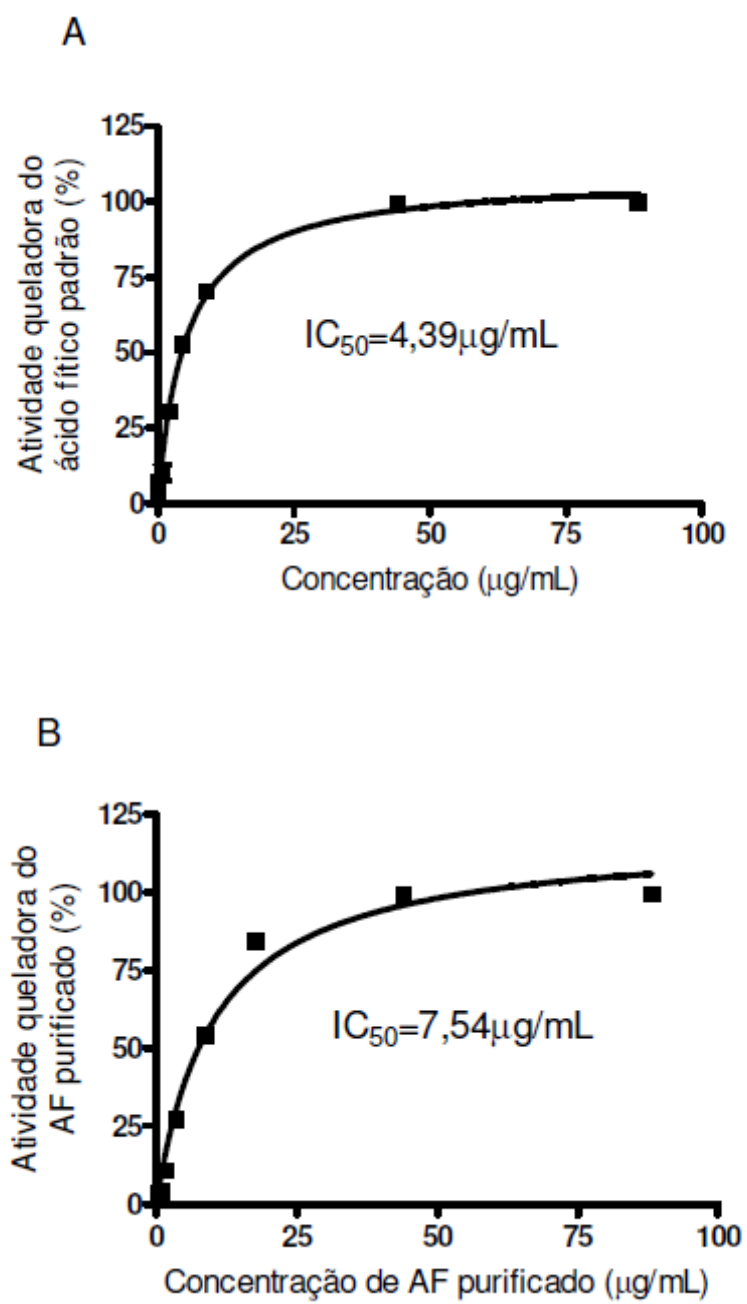 A
Atividade queladora do
ácido fítico padrão (%)
125
100
75
50
25
0
IC50=4,39μg/mL
0 25 50 75 100
Concentração (μg/mL)
B
Atividade queladora do
AF purificado (%)
125
100
75
50
25
0
IC50=7,54μg/mL
0 25 50 75 100
Concentração de AF purificado (μg/mL)